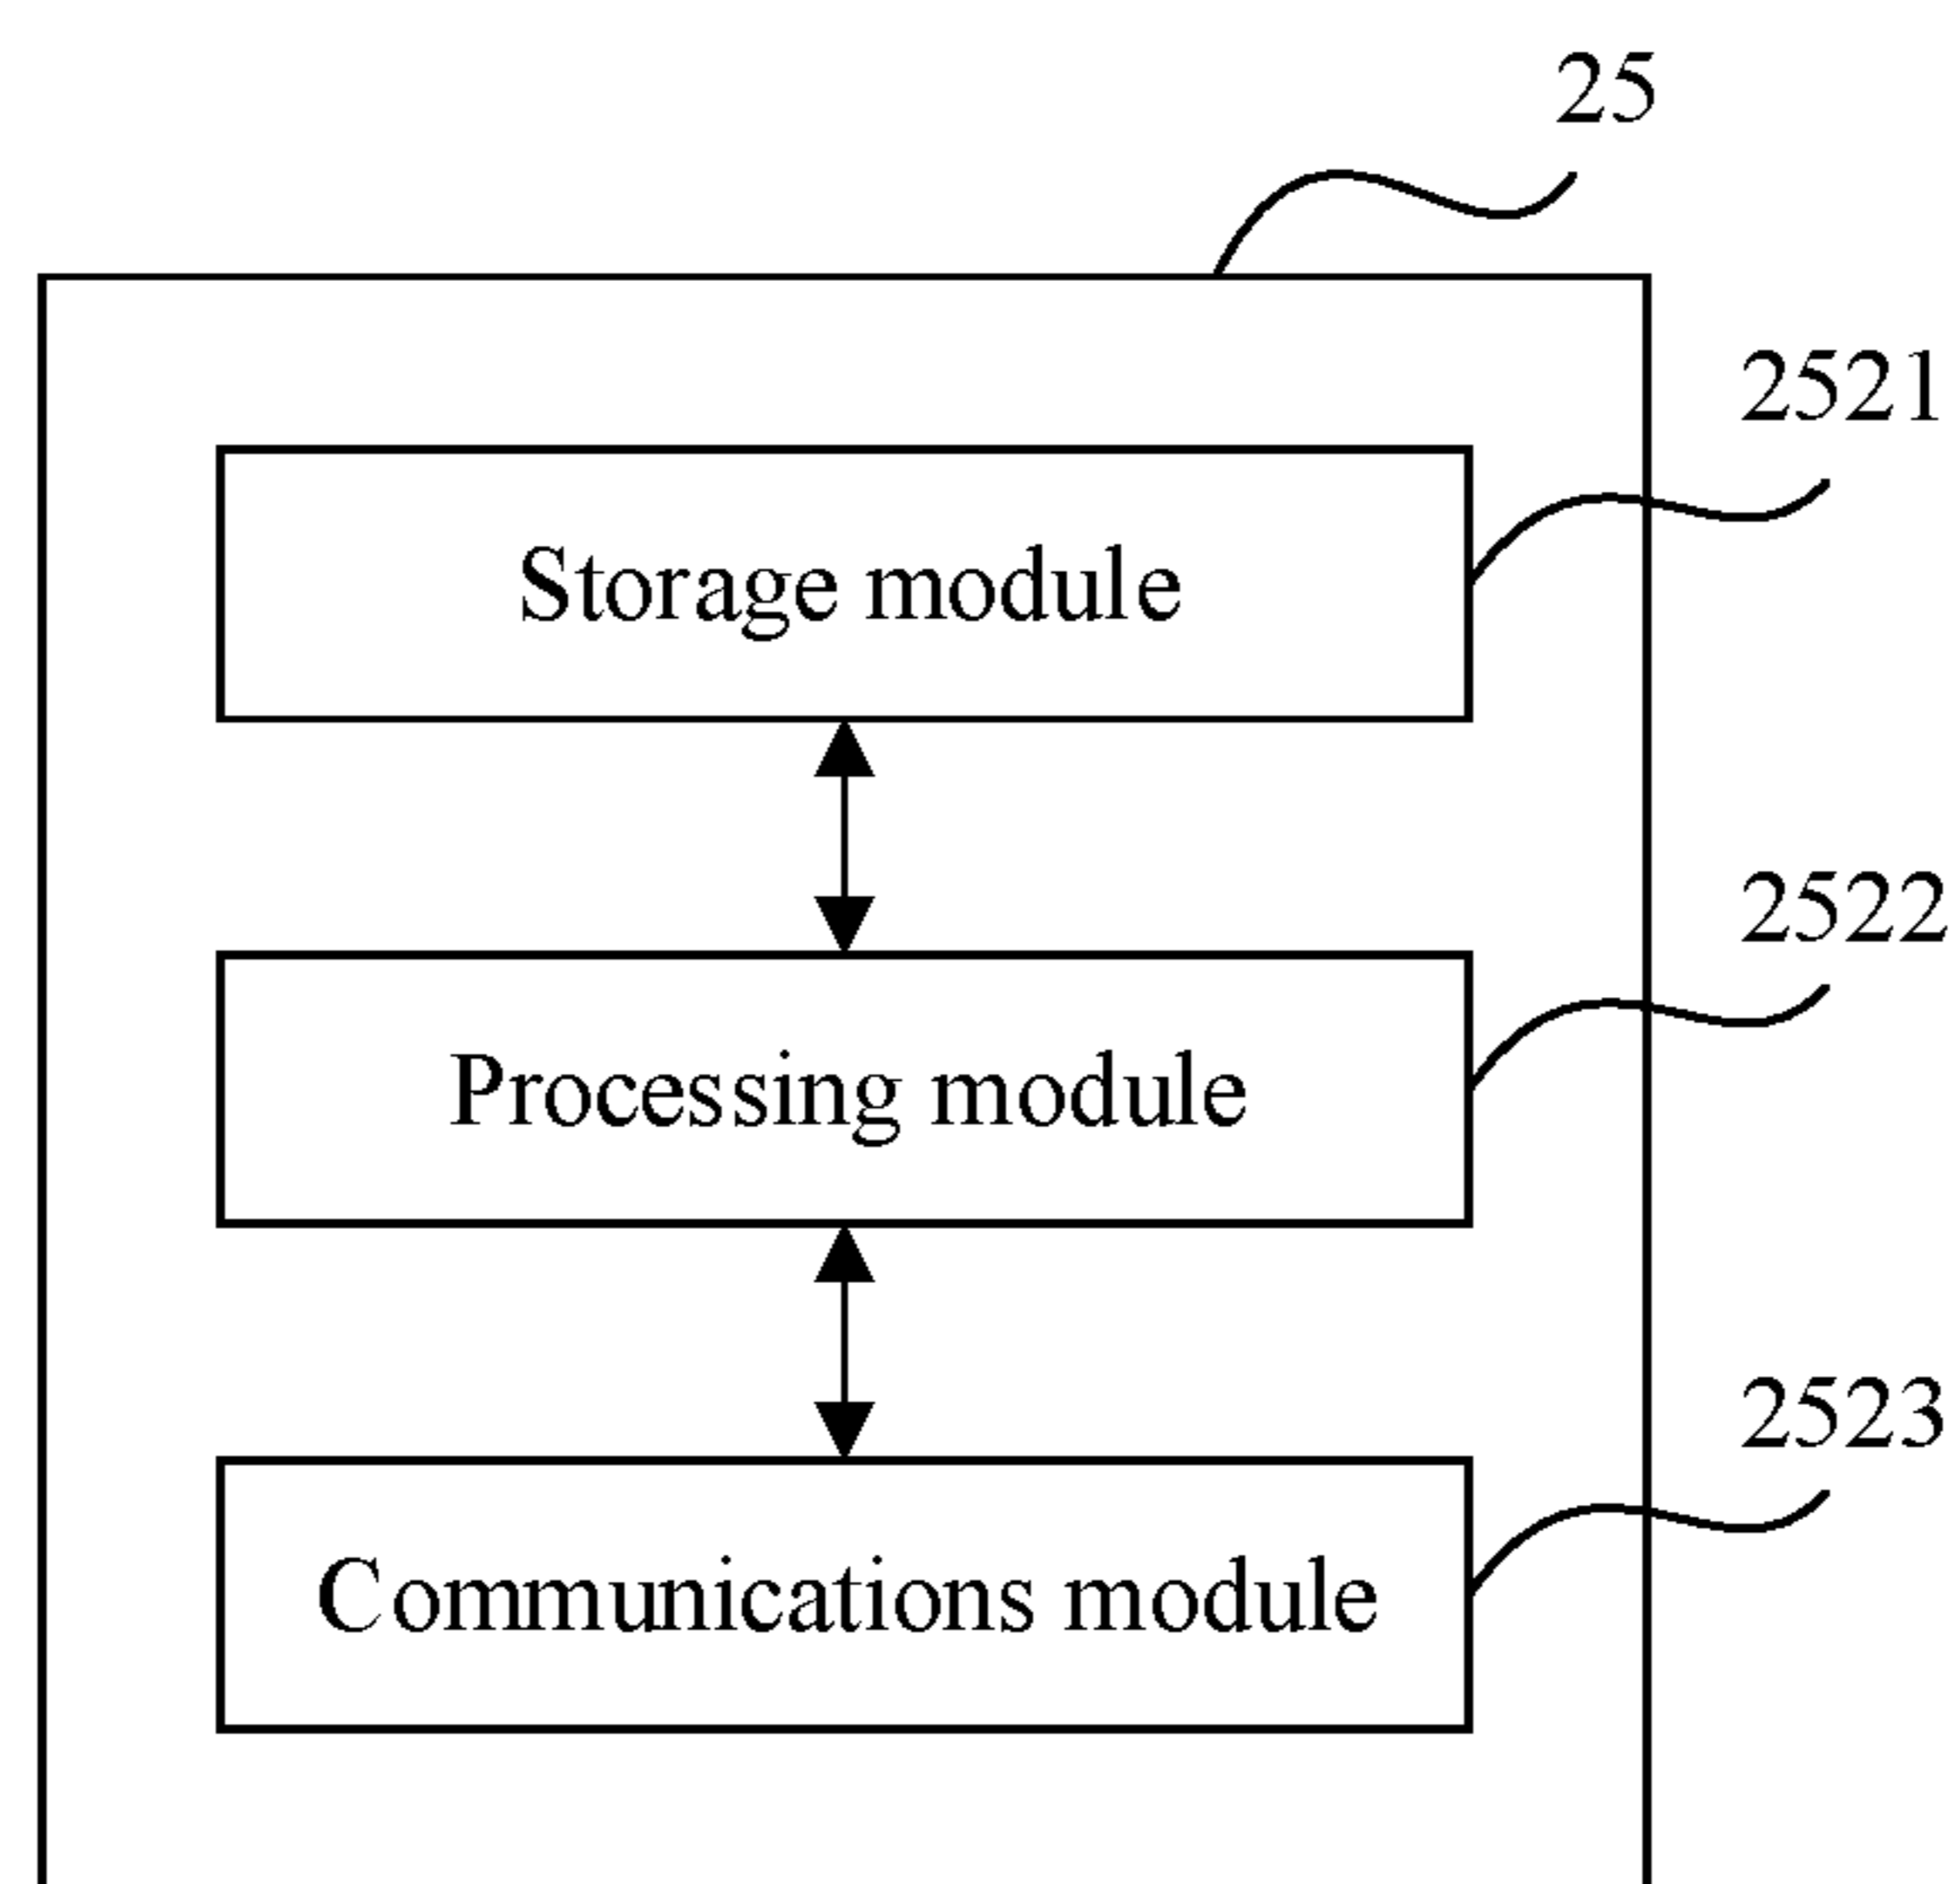 25
2521
Storage module
2522
Processing module
2523
Communications module